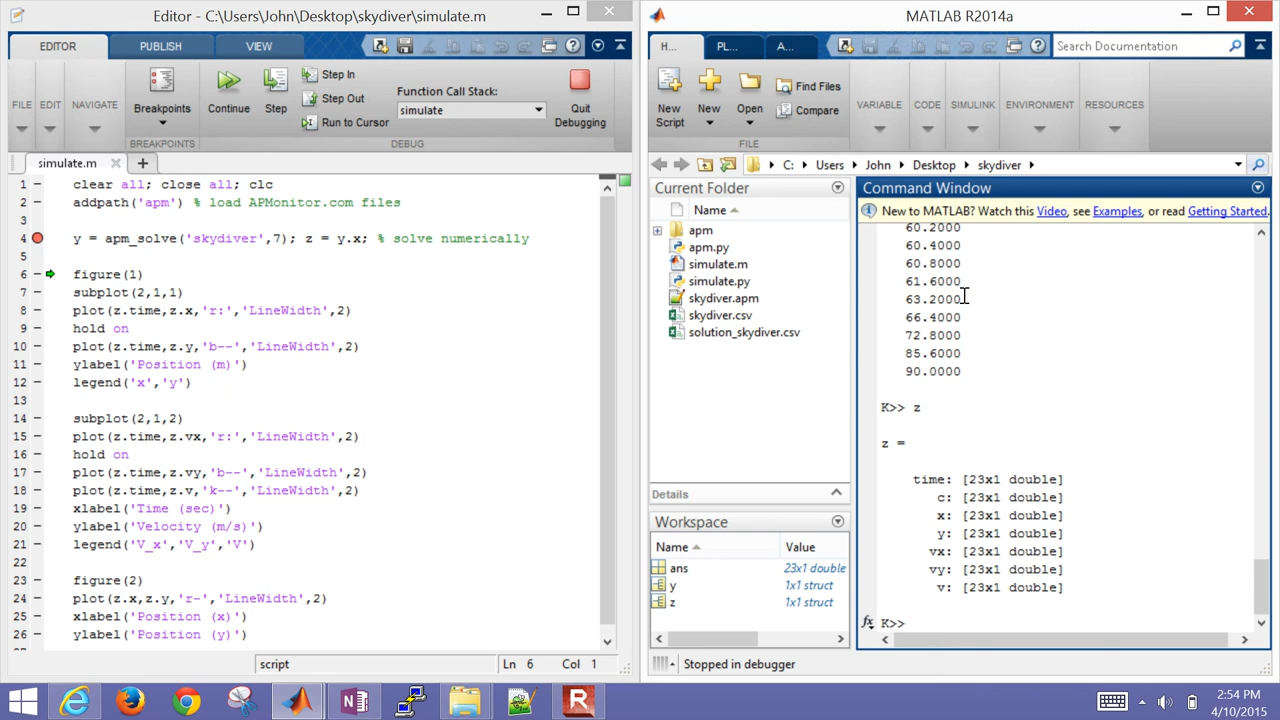 Editor - C:\Users\John\Desktop\skydiver\simulate.m
EDITOR PUBLISH VIEW
FILE EDIT NAVIGATE
Breakpoints
BREAKPOINTS
Continue
Step
Step In
Step Out
Run to Cursor
Function Call Stack:
simulate
DEBUG
Quit
Debugging
simulate.m
1 clear all; close all; clc
2 addpath('apm') % load APMonitor.com files
3
4 y = apm_solve('skydiver',7); z = y.x; % solve numerically
5
6 figure(1)
7 subplot(2,1,1)
8 plot(z.time,z.x,'r:','LineWidth',2)
9 hold on
10 plot(z.time,z.y,'b--','LineWidth',2)
11 ylabel('Position (m)')
12 legend('x','y')
13
14 subplot(2,1,2)
15 plot(z.time,z.vx,'r:','LineWidth',2)
16 hold on
17 plot(z.time,z.vy,'b--','LineWidth',2)
18 plot(z.time,z.v,'k--','LineWidth',2)
19 xlabel('Time (sec)')
20 ylabel('Velocity (m/s)')
21 legend('V_x','V_y','V')
22
23 figure(2)
24 plot(z.x,z.y,'r-','LineWidth',2)
25 xlabel('Position (x)')
26 ylabel('Position (y)')
script Ln 6 Col 1
MATLAB R2014a
H... PL... A...
Search Documentation
New
Script
New
Open
Find Files
Compare
FILE
VARIABLE CODE SIMULINK ENVIRONMENT RESOURCES
C: Users John Desktop skydiver
Current Folder
Name
apm
apm.py
simulate.m
simulate.py
skydiver.apm
skydiver.csv
solution_skydiver.csv
Details
Workspace
Name Value
ans 23x1 double
y 1x1 struct
z 1x1 struct
Command Window
New to MATLAB? Watch this Video, see Examples, or read Getting Started.
60.2000
60.4000
60.8000
61.6000
63.2000
66.4000
72.8000
85.6000
90.0000
K>> z
z =
time: [23x1 double]
c: [23x1 double]
x: [23x1 double]
y: [23x1 double]
vx: [23x1 double]
vy: [23x1 double]
v: [23x1 double]
fx K>>
Stopped in debugger
2:54 PM
4/10/2015